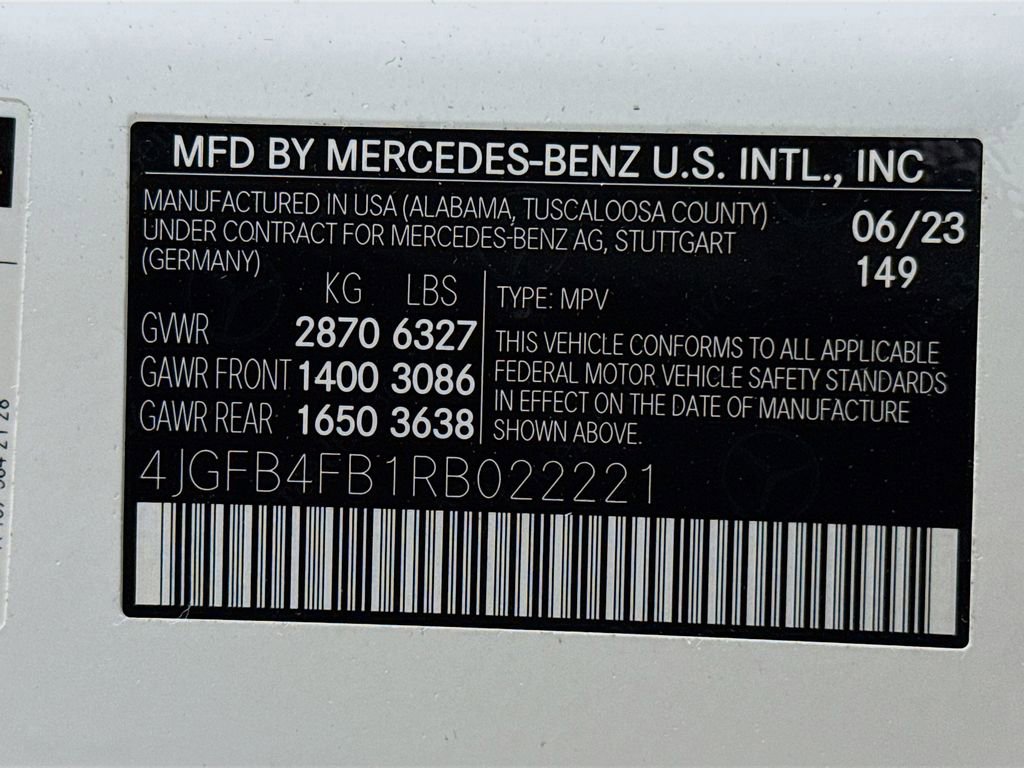 MFD BY MERCEDES-BENZ U.S. INTL., INC
MANUFACTURED IN USA (ALABAMA, TUSCALOOSA COUNTY)
UNDER CONTRACT FOR MERCEDES-BENZ AG, STUTTGART
(GERMANY)
06/23
149
KG LBS
GVWR 2870 6327
GAWR FRONT 1400 3086
GAWR REAR 1650 3638
TYPE: MPV
THIS VEHICLE CONFORMS TO ALL APPLICABLE
FEDERAL MOTOR VEHICLE SAFETY STANDARDS
IN EFFECT ON THE DATE OF MANUFACTURE
SHOWN ABOVE.
4JGFB4FB1RB022221